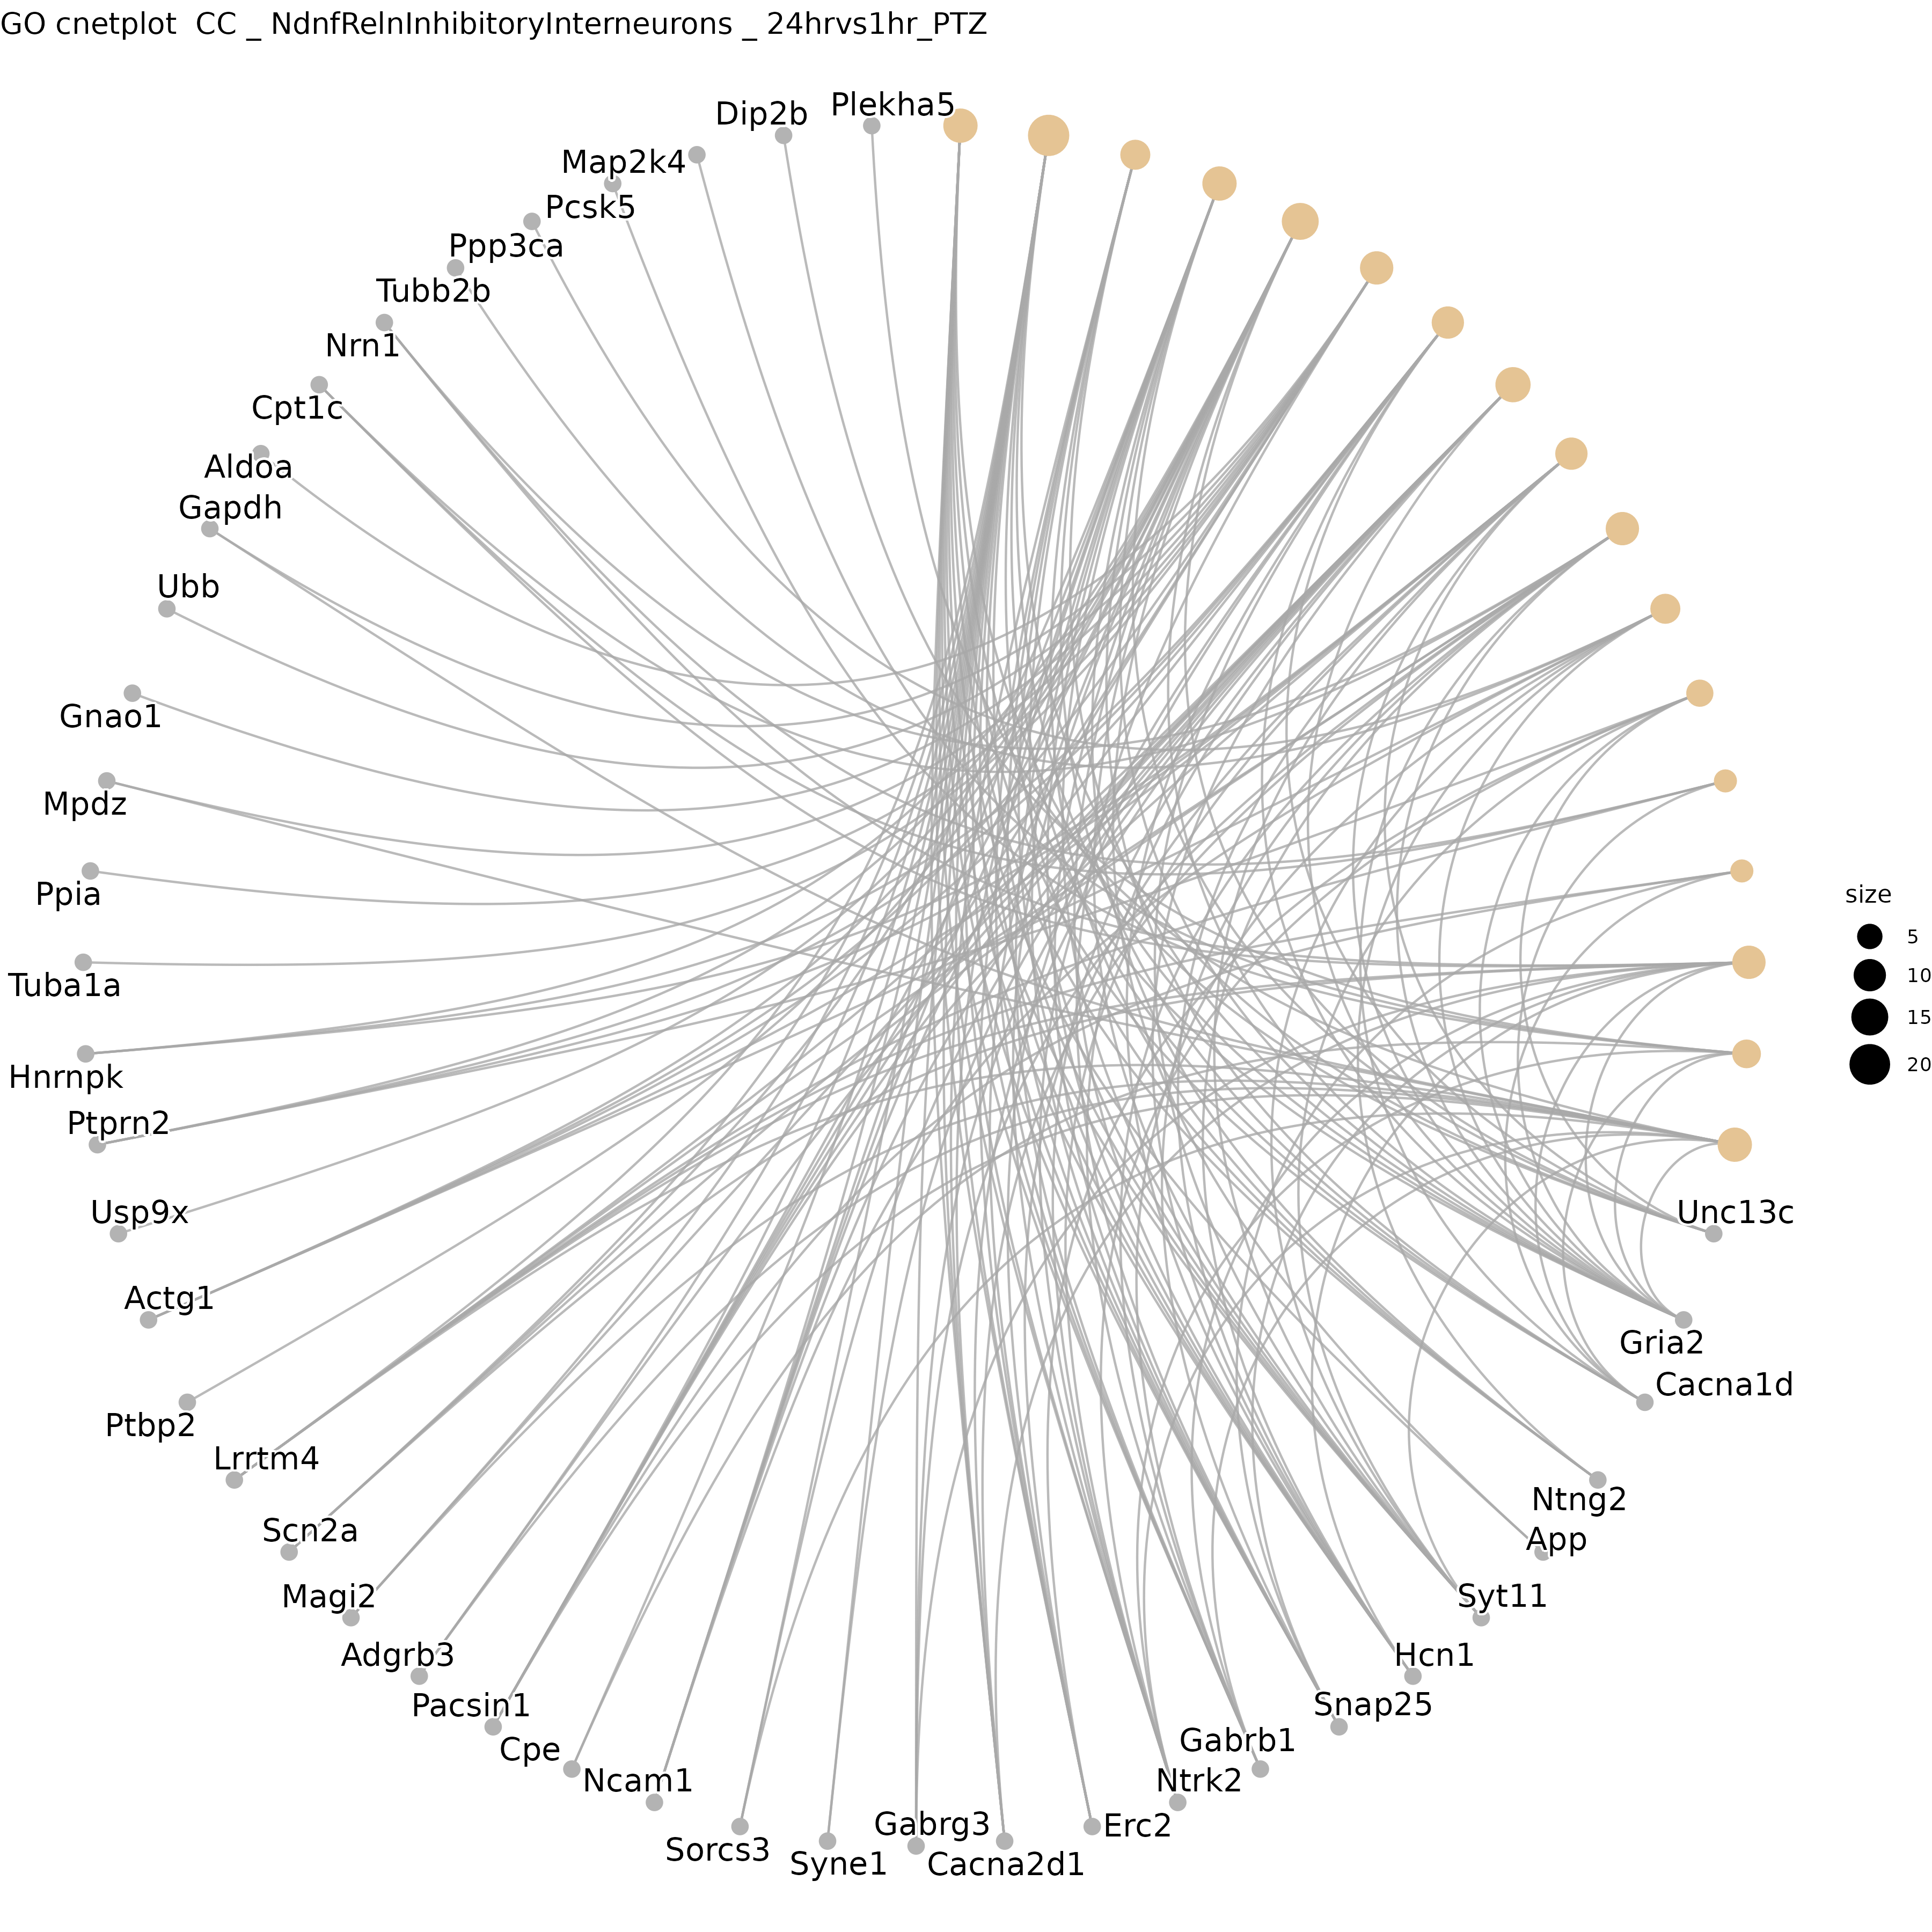 GO cnetplot  CC _ NdnfRelnInhibitoryInterneurons _ 24hrvs1hr_PTZ
Plekha5
Dip2b
Map2k4
Pcsk5
Ppp3ca
Tubb2b
Nrn1
Cpt1c
Aldoa
Gapdh
Ubb
Gnao1
Mpdz
Ppia
Tuba1a
Hnrnpk
Ptprn2
Usp9x
Actg1
Ptbp2
Lrrtm4
Scn2a
Magi2
Adgrb3
Pacsin1
Cpe
Ncam1
Sorcs3
Syne1
Gabrg3
Cacna2d1
Erc2
Ntrk2
Gabrb1
Snap25
Hcn1
Syt11
App
Ntng2
Cacna1d
Gria2
Unc13c
size
5
10
15
20